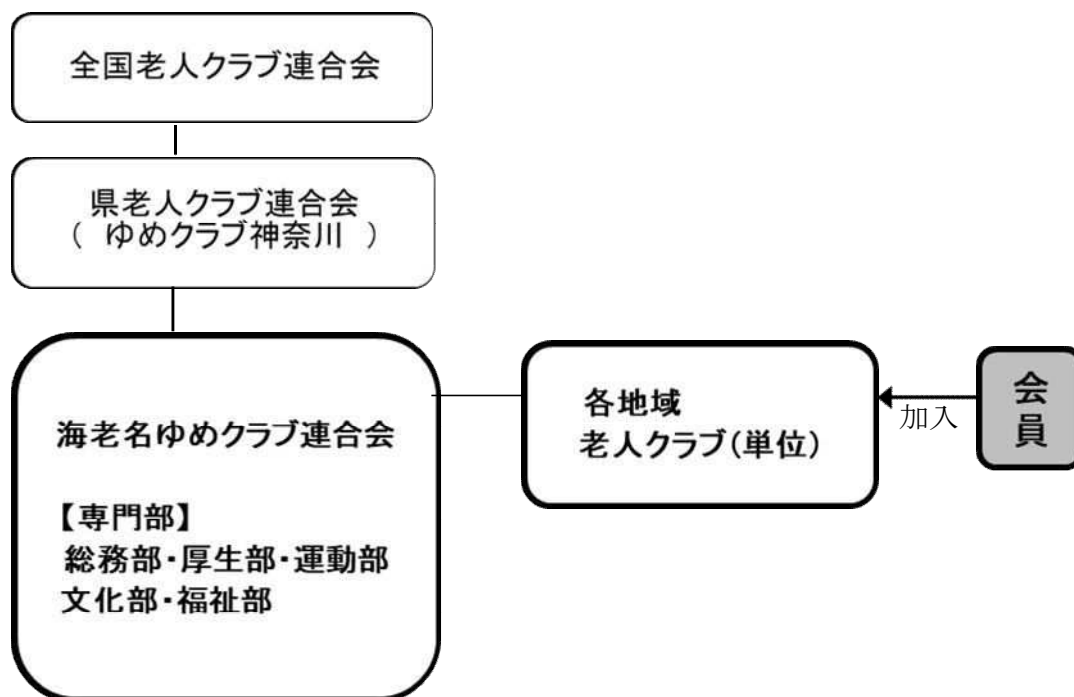 全国老人クラブ連合会
県老人クラブ連合会
( ゆめクラブ神奈川 )
海老名ゆめクラブ連合会
【専門部】
総務部・厚生部・運動部
文化部・福祉部
各地域
老人クラブ(単位)
加入
会
員